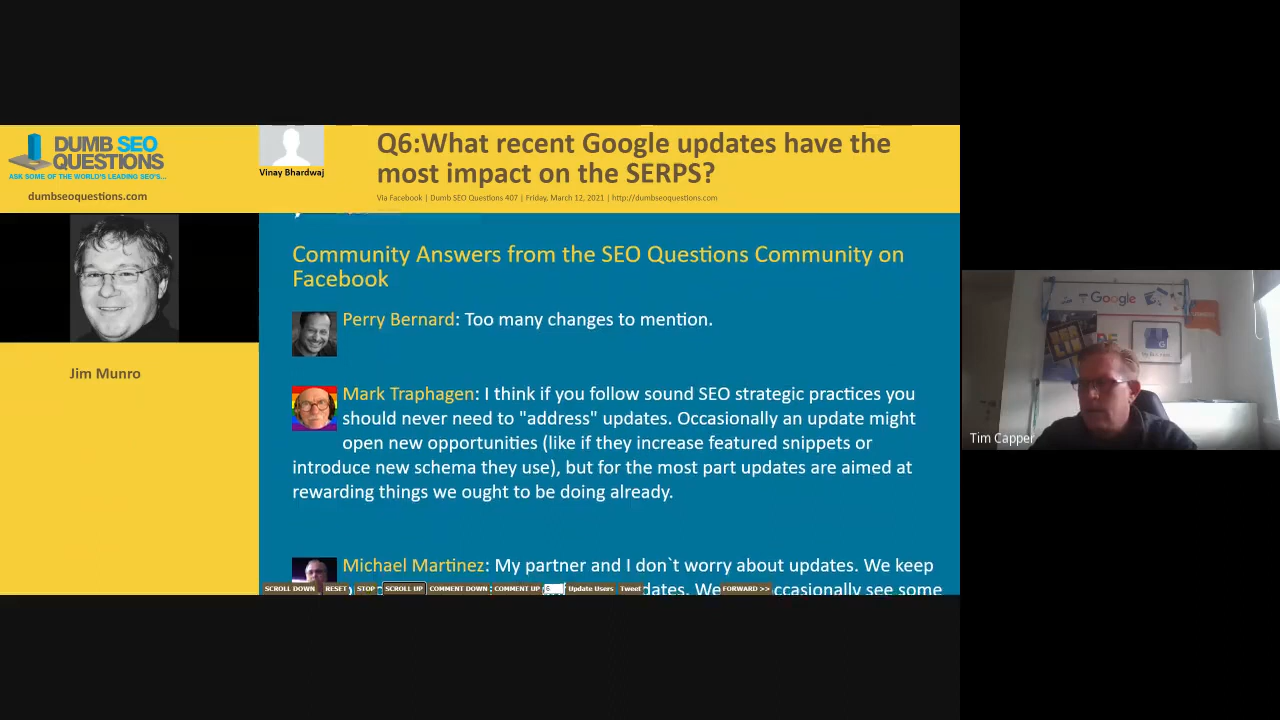 DUMB SEO
QUESTIONS
ASK SOME OF THE WORLD'S LEADING SEO'S...
dumbseoquestions.com
Vinay Bhardwaj
Q6:What recent Google updates have the
most impact on the SERPS?
Via Facebook | Dumb SEO Questions 407 | Friday, March 12, 2021 | http://dumbseoquestions.com
Jim Munro
Community Answers from the SEO Questions Community on
Facebook
Perry Bernard: Too many changes to mention.
Mark Traphagen: I think if you follow sound SEO strategic practices you
should never need to "address" updates. Occasionally an update might
open new opportunities (like if they increase featured snippets or
introduce new schema they use), but for the most part updates are aimed at
rewarding things we ought to be doing already.
Michael Martinez: My partner and I don`t worry about updates. We keep
dates. We ccasionally see some
SCROLL DOWN RESET STOP SCROLL UP COMMENT DOWN COMMENT UP 6 Update Users Tweet FORWARD >>
Google
Tim Capper